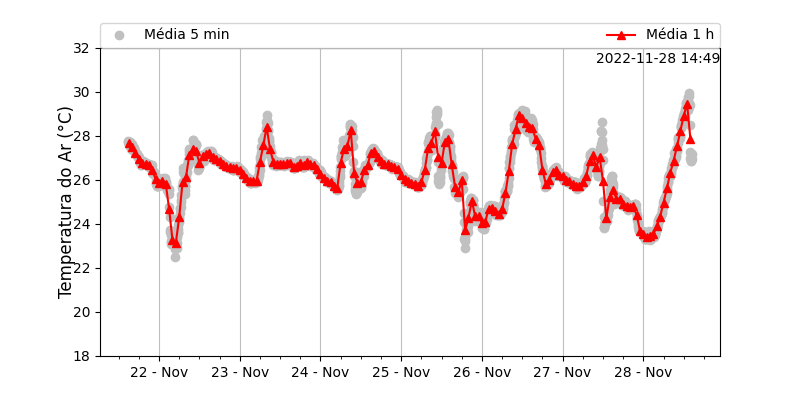 Média 5 min
Média 1 h
2022-11-28 14:49
Temperatura do Ar (°C)
32
30
28
26
24
22
20
18
22 - Nov
23 - Nov
24 - Nov
25 - Nov
26 - Nov
27 - Nov
28 - Nov